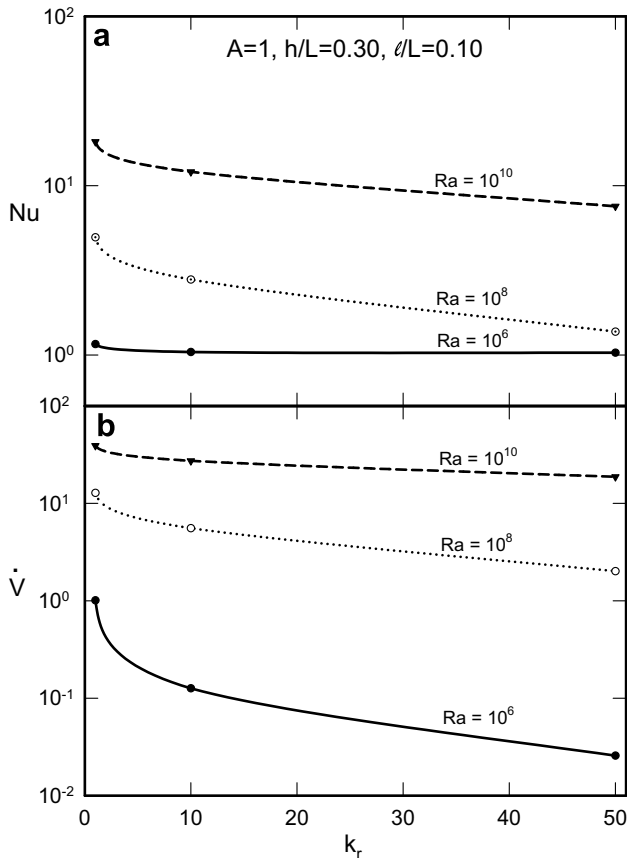 10²
a
A=1, h/L=0.30, ℓ/L=0.10
Ra = 10¹⁰
10¹
Nu
Ra = 10⁸
Ra = 10⁶
10⁰
10²
b
Ra = 10¹⁰
10¹
Ra = 10⁸
V̇
10⁰
10⁻¹
Ra = 10⁶
10⁻²
0 10 20 30 40 50
kᵣ